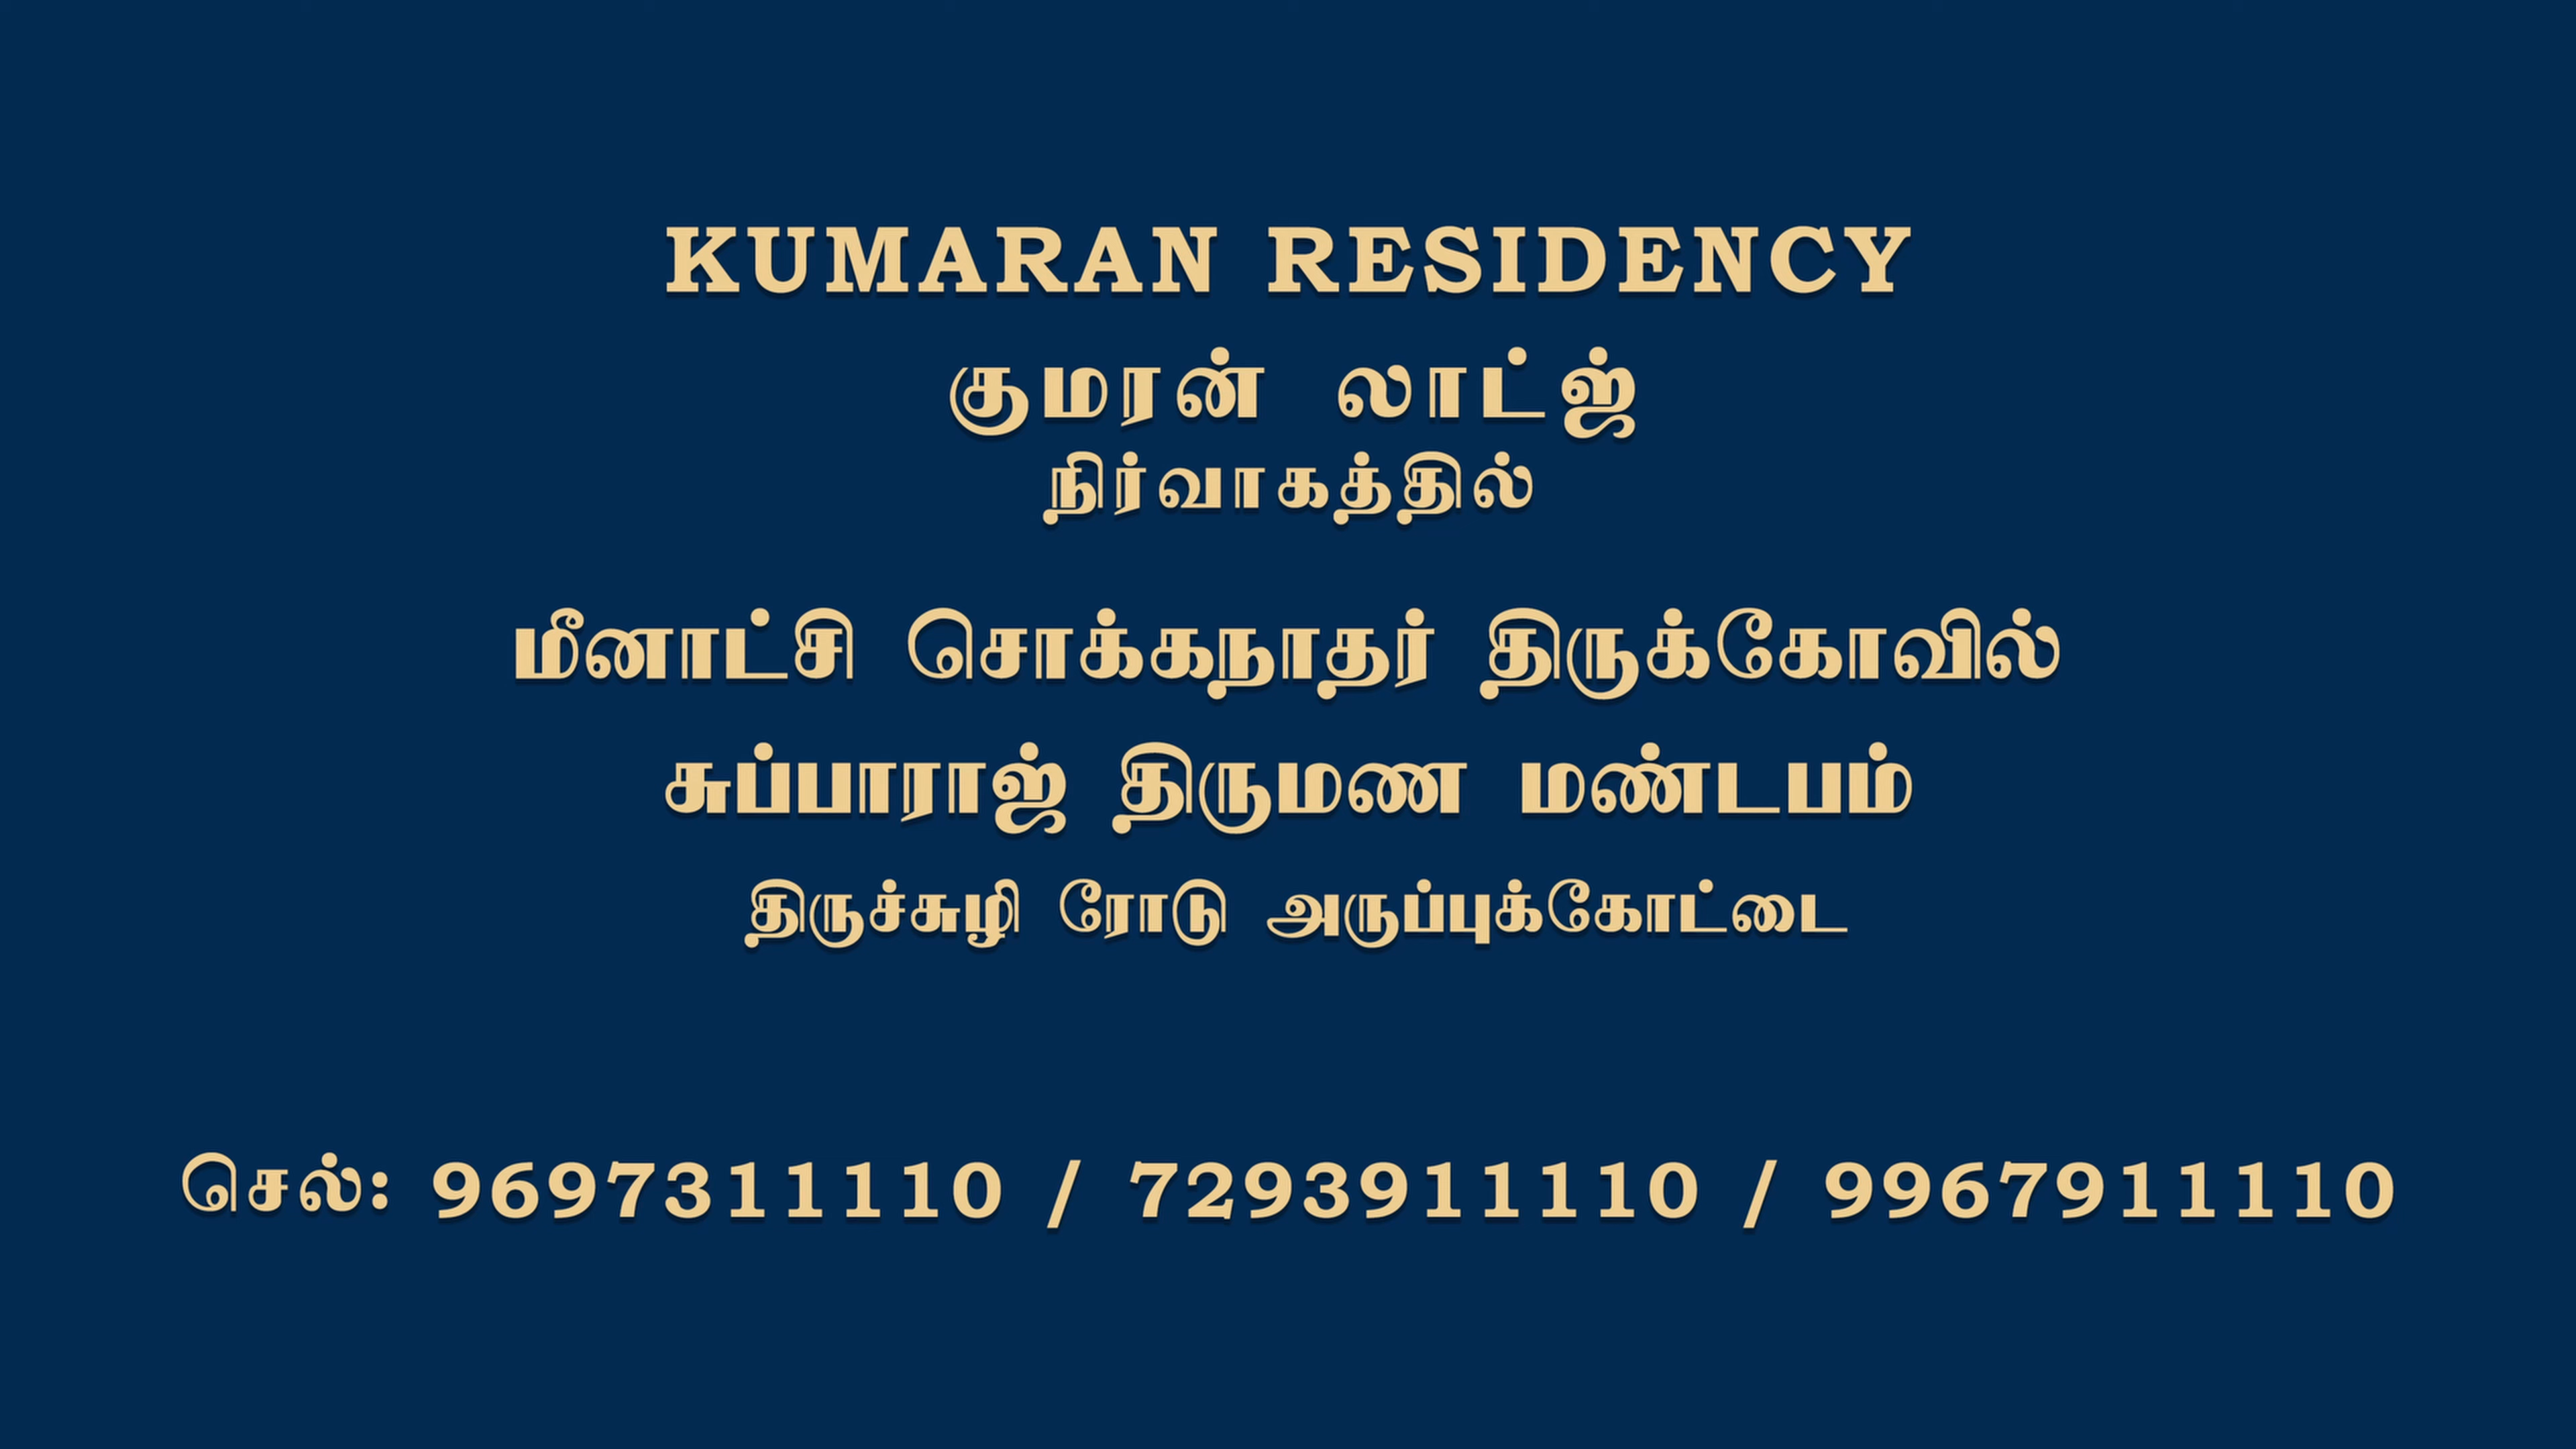 KUMARAN RESIDENCY
குமரன் லாட்ஜ்
நிர்வாகத்தில்
மீனாட்சி சொக்கநாதர் திருக்கோவில்
சுப்பாராஜ் திருமண மண்டபம்
திருச்சுழி ரோடு அருப்புக்கோட்டை
செல்: 9697311110 / 7293911110 / 9967911110